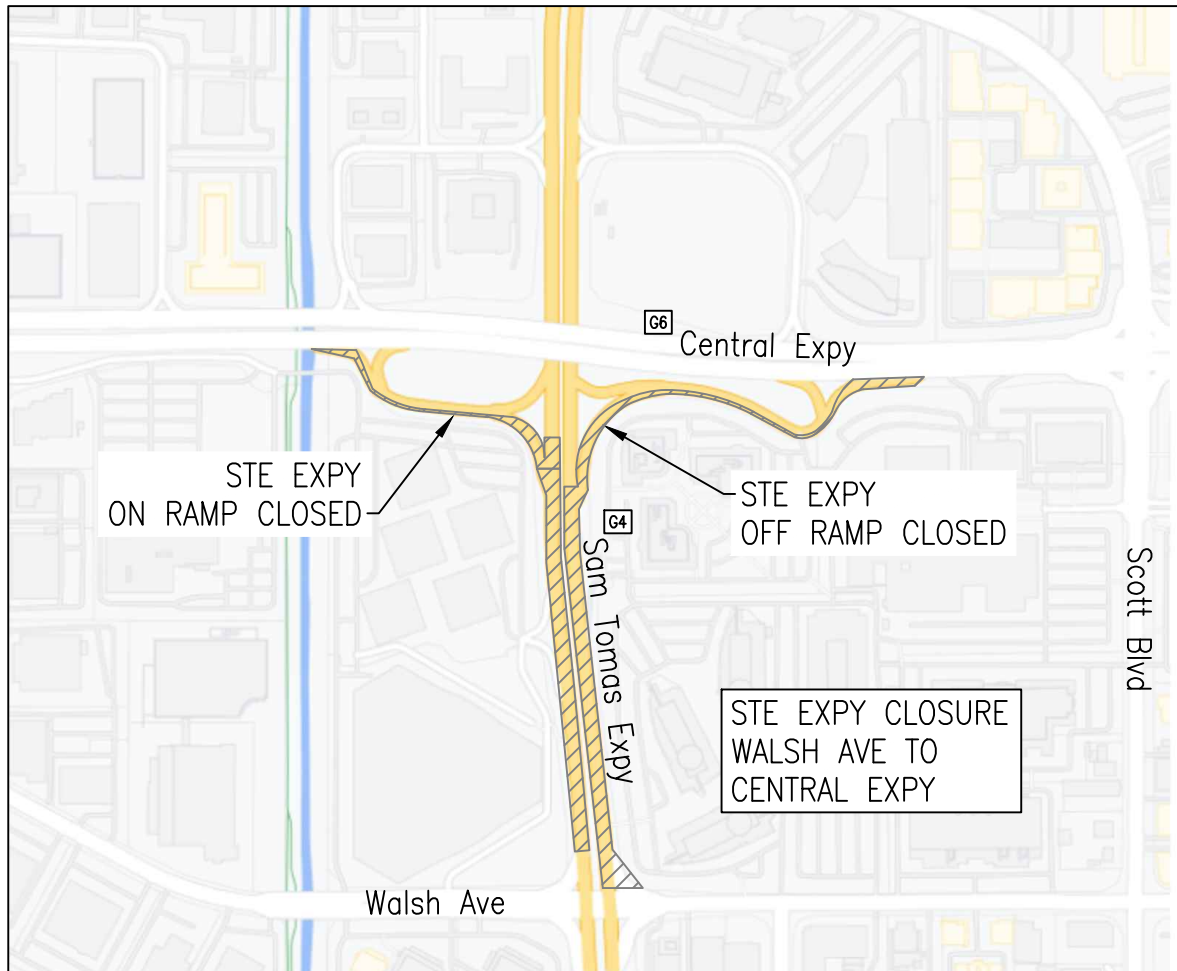 G6
Central Expy
STE EXPY
ON RAMP CLOSED
STE EXPY
OFF RAMP CLOSED
G4
Sam Tomas Expy
Scott Blvd
STE EXPY CLOSURE
WALSH AVE TO
CENTRAL EXPY
Walsh Ave